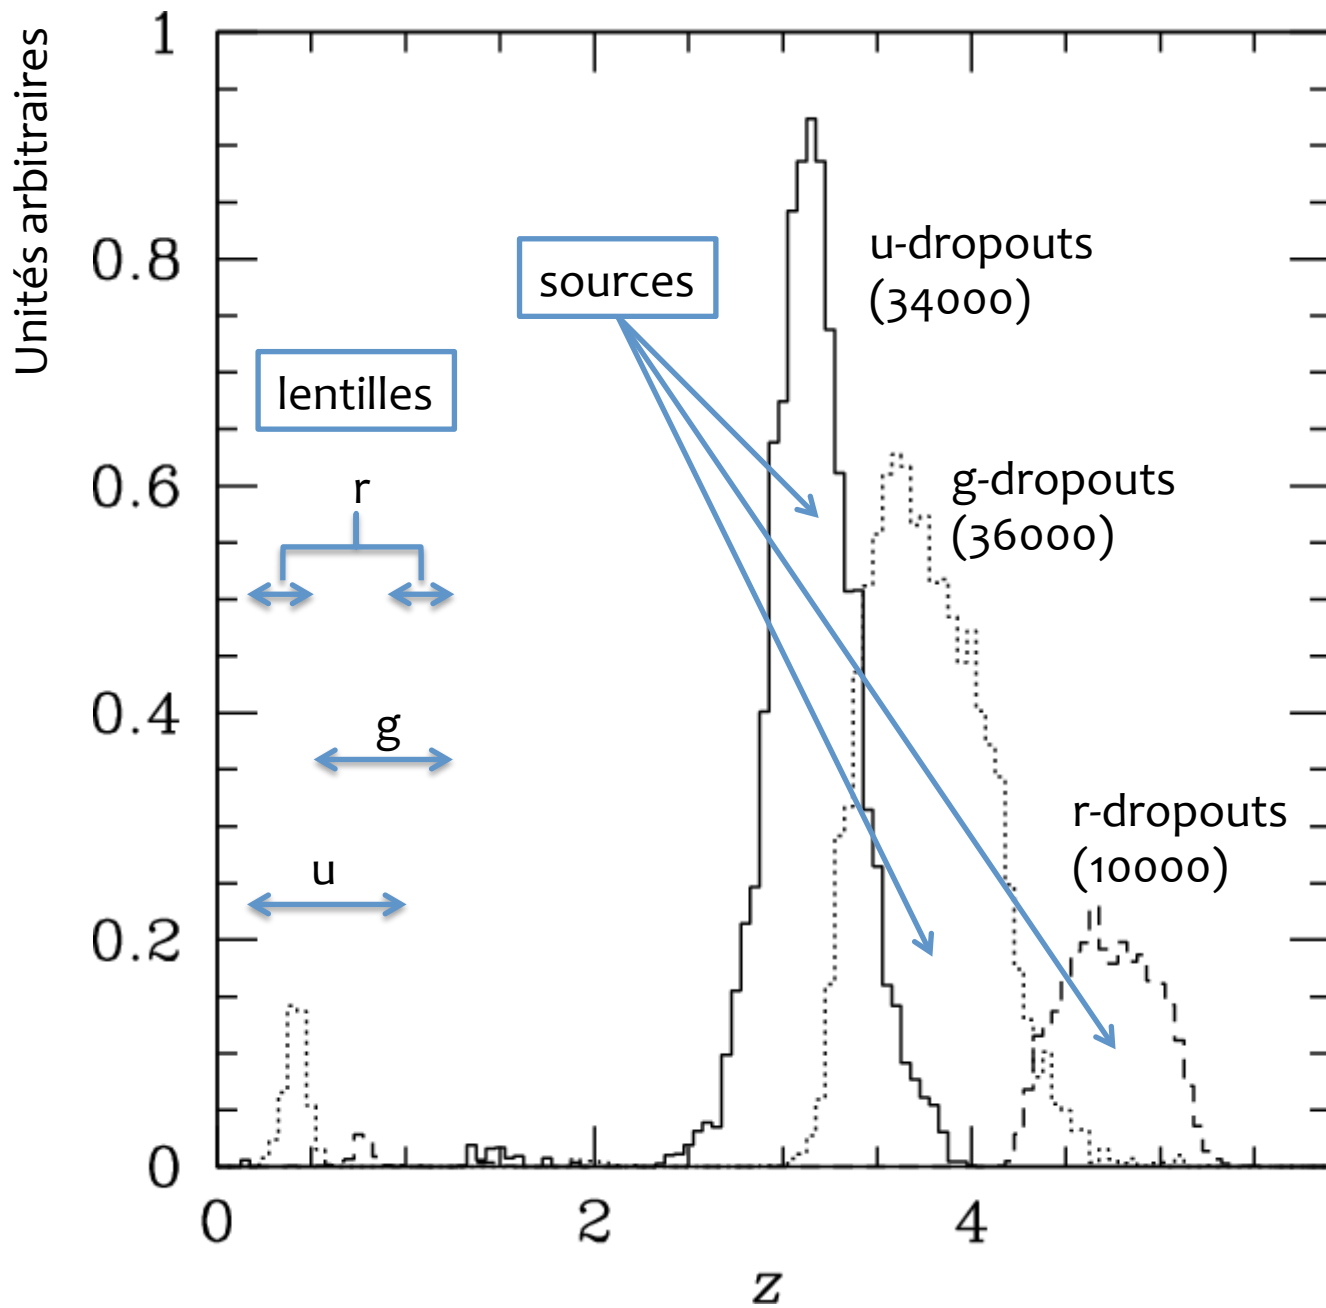 Unités arbitraires
1
0.8
0.6
0.4
0.2
0
0
2
4
z
sources
lentilles
r
g
u
u-dropouts
(34000)
g-dropouts
(36000)
r-dropouts
(10000)